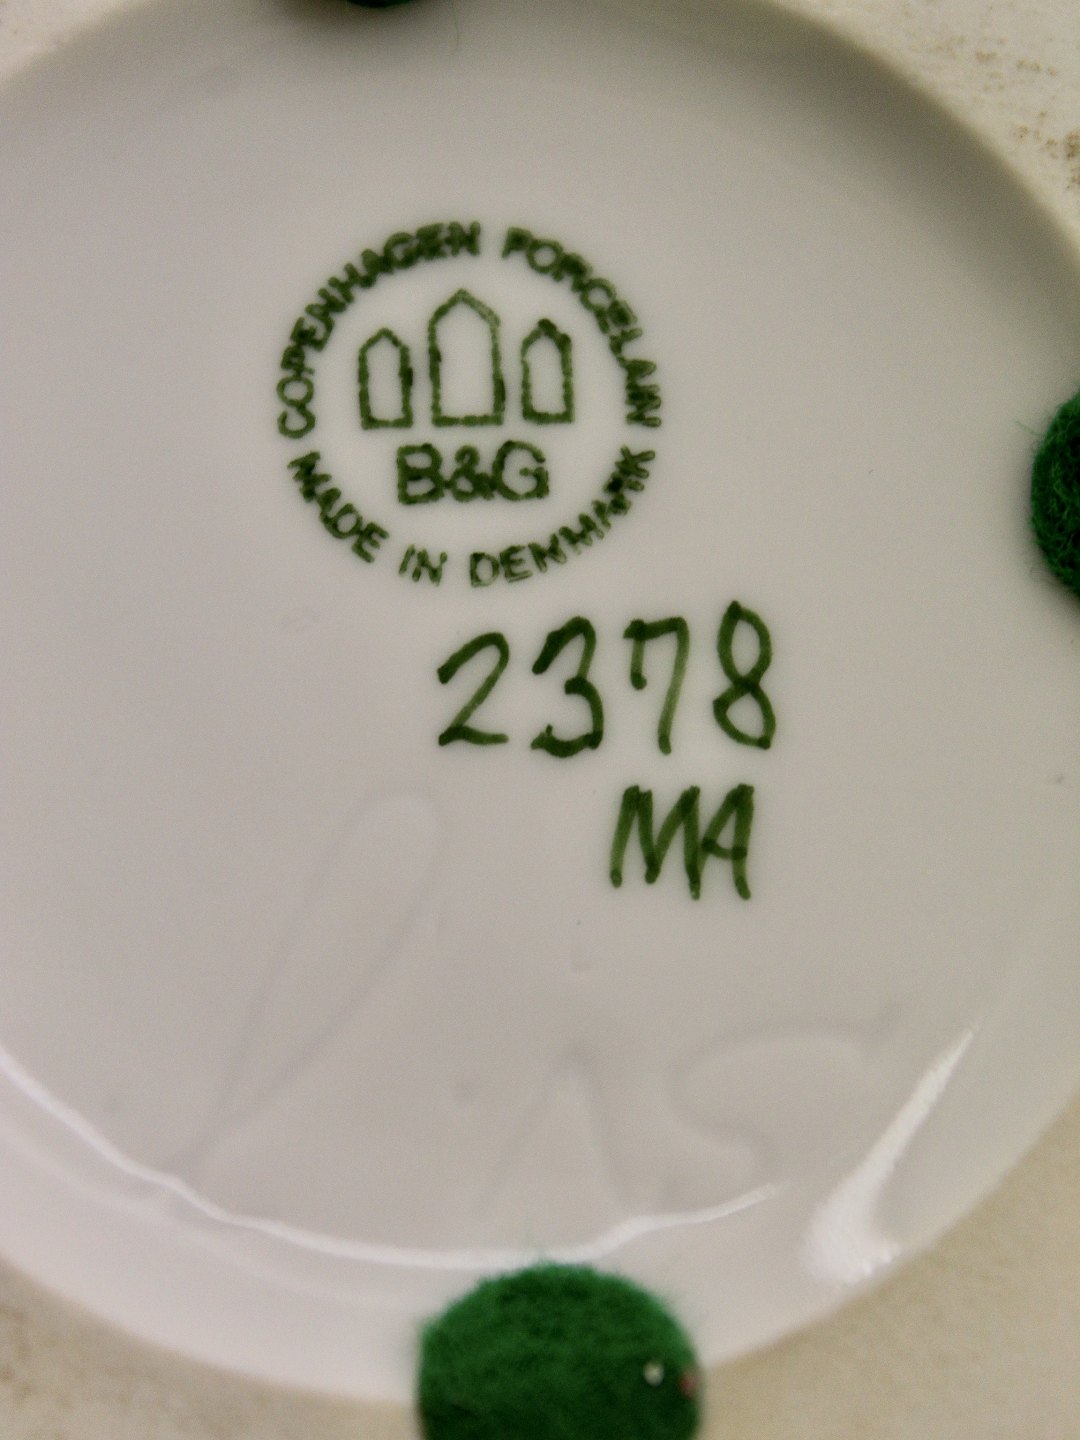 COPENHAGEN PORCELAIN
B&G
MADE IN DENMARK
2378
MA